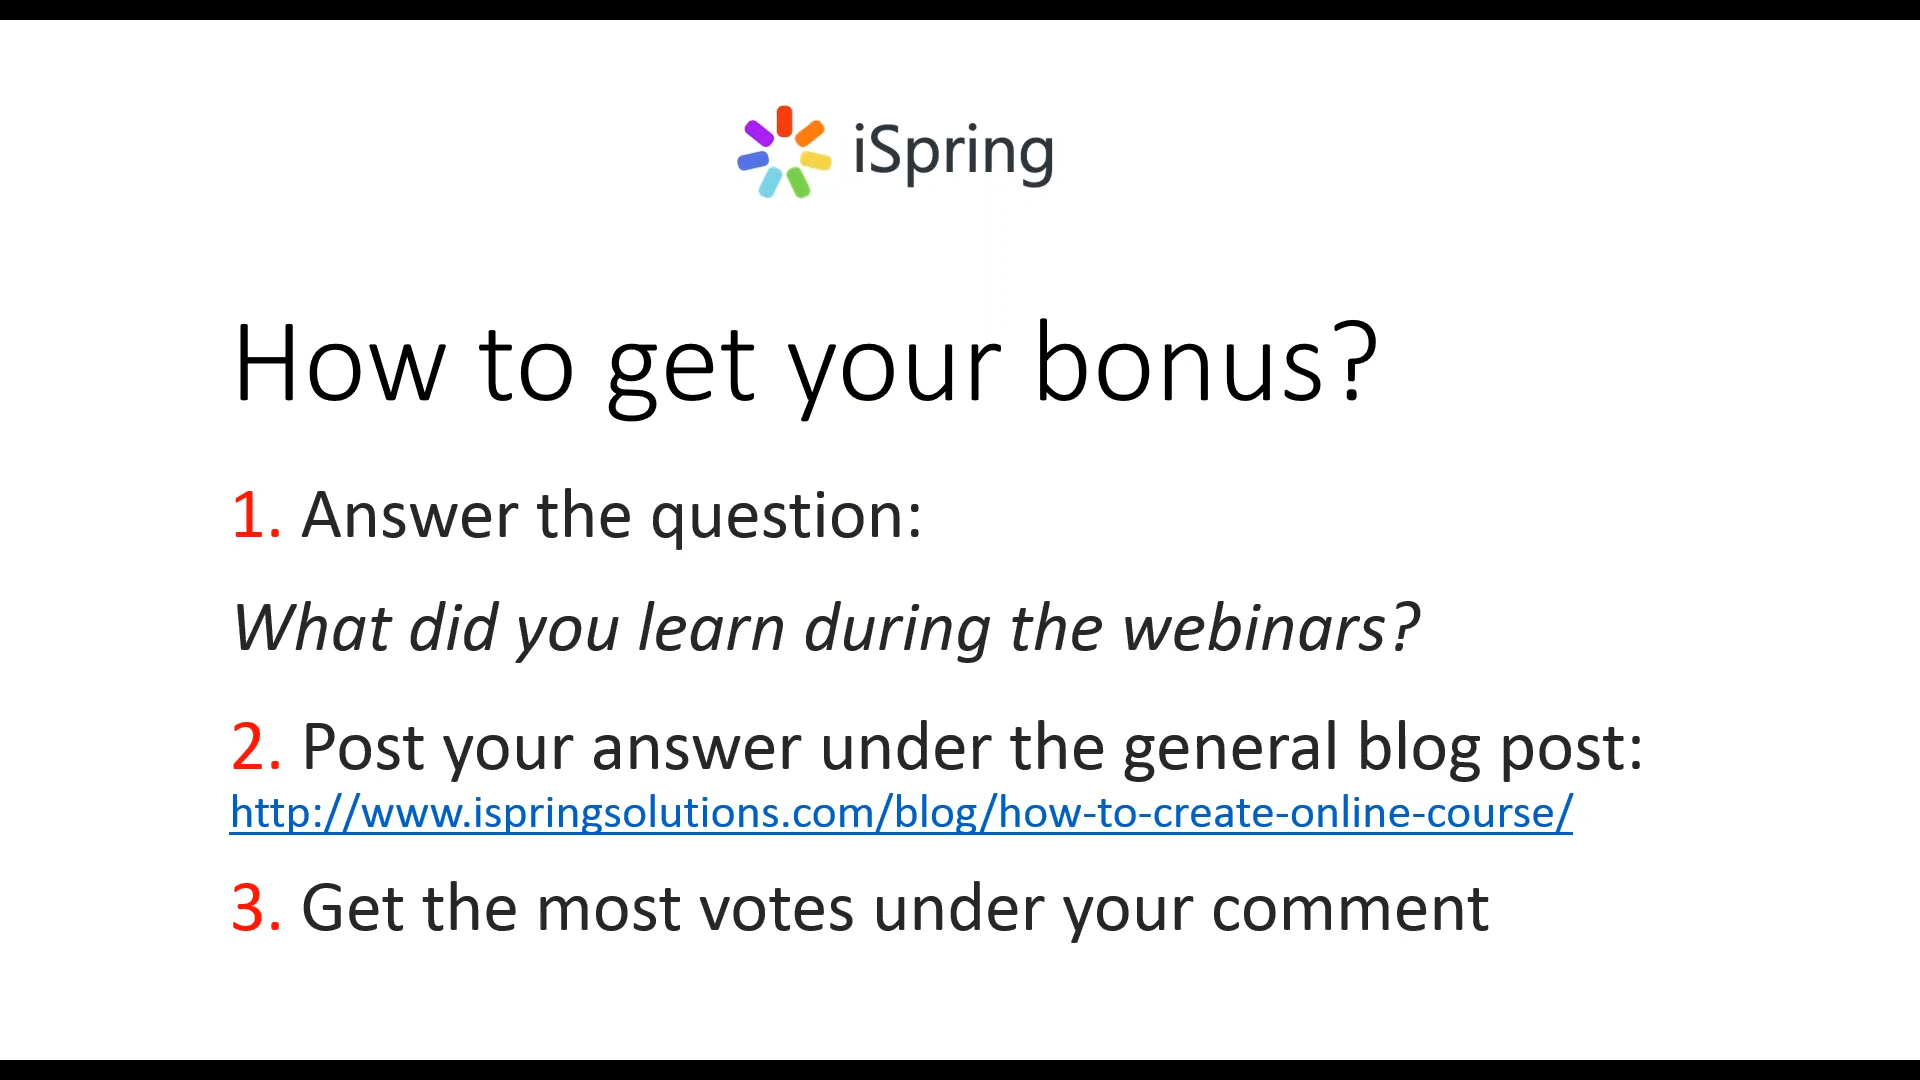 iSpring
How to get your bonus?
1. Answer the question:
What did you learn during the webinars?
2. Post your answer under the general blog post:
http://www.ispringsolutions.com/blog/how-to-create-online-course/
3. Get the most votes under your comment